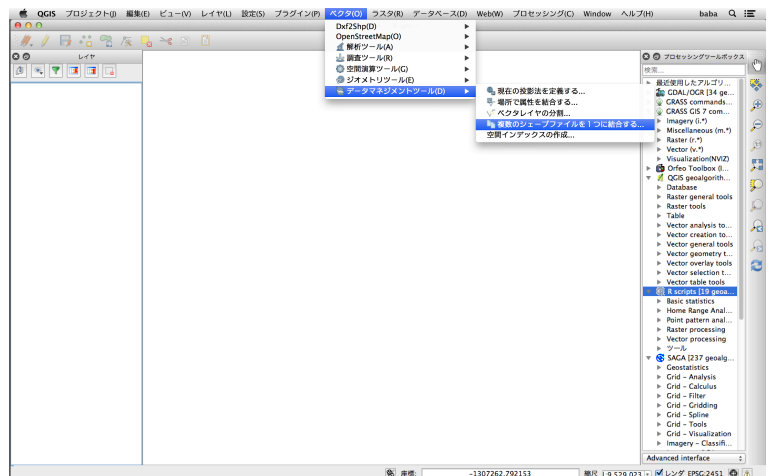 QGIS プロジェクト(J) 編集(E) ビュー(V) レイヤ(L) 設定(S) プラグイン(P) ベクタ(O) ラスタ(R) データベース(D) Web(W) プロセッシング(C) Window ヘルプ(H) baba
Dxf2Shp(D)
OpenStreetMap(O)
解析ツール(A)
調査ツール(R)
空間演算ツール(G)
ジオメトリツール(E)
データマネジメントツール(D)
現在の投影法を定義する...
場所で属性を結合する...
ベクタレイヤの分割...
複数のシェープファイルを1つに結合する...
空間インデックスの作成...
レイヤ
プロセッシングツールボックス
検索...
最近使用したアルゴリ...
GDAL/OGR [34 ge...
GRASS commands...
GRASS GIS 7 com...
Imagery (i.*)
Miscellaneous (m.*)
Raster (r.*)
Vector (v.*)
Visualization(NVIZ)
Orfeo Toolbox (I...
QGIS geoalgorith...
Database
Raster general tools
Raster tools
Table
Vector analysis to...
Vector creation to...
Vector general tools
Vector geometry t...
Vector overlay tools
Vector selection t...
Vector table tools
R scripts [19 geoa...
Basic statistics
Home Range Anal...
Point pattern anal...
Raster processing
Vector processing
ツール
SAGA [237 geoalg...
Geostatistics
Grid - Analysis
Grid - Calculus
Grid - Filter
Grid - Gridding
Grid - Spline
Grid - Tools
Grid - Visualization
Imagery - Classifi...
Advanced interface
座標: -1307262,792153 縮尺 1:9,529,023 レンダ EPSG:2451